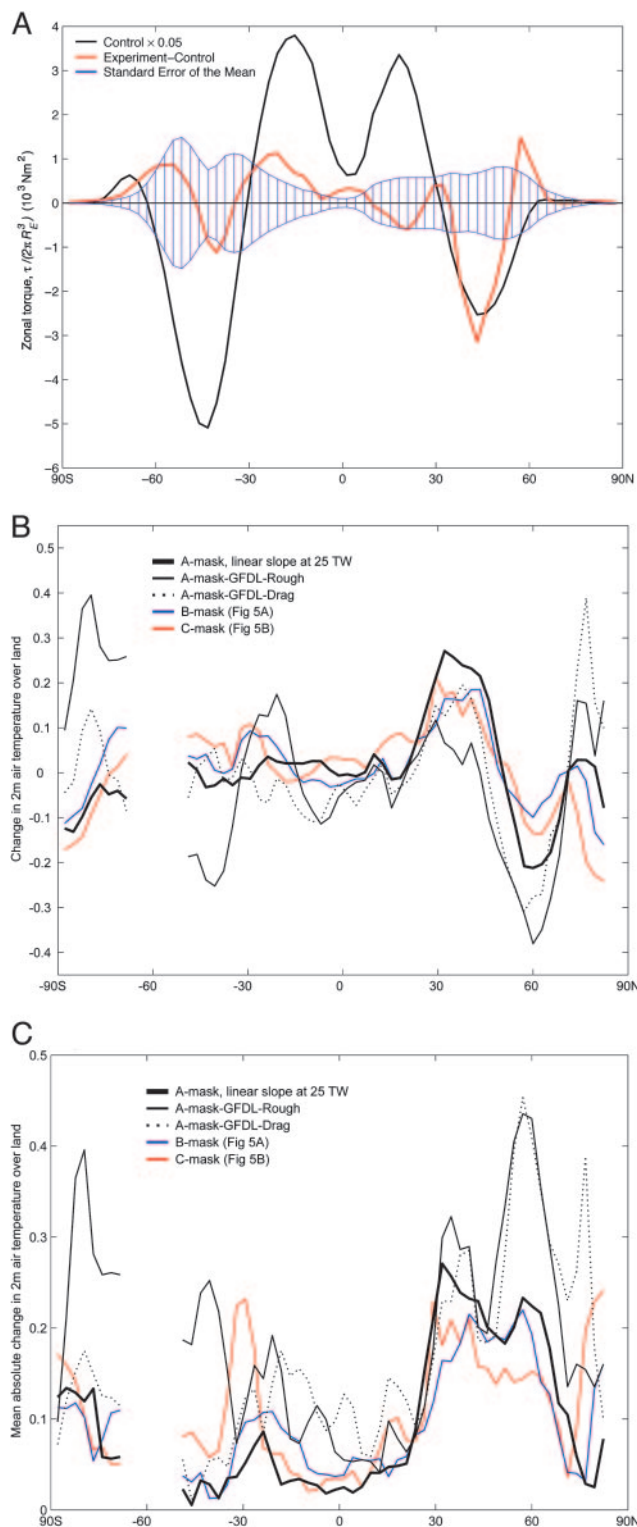 A
Control × 0.05
Experiment–Control
Standard Error of the Mean
Zonal torque, τ /(2π R_E^3) (10^3 Nm^2)
4
3
2
1
0
−1
−2
−3
−4
−5
−6
90S
−60
−30
0
30
60
90N
B
A-mask, linear slope at 25 TW
A-mask-GFDL-Rough
A-mask-GFDL-Drag
B-mask (Fig 5A)
C-mask (Fig 5B)
Change in 2m air temperature over land
0.5
0.4
0.3
0.2
0.1
0
-0.1
-0.2
-0.3
-0.4
-90S
-60
-30
0
30
60
90N
C
A-mask, linear slope at 25 TW
A-mask-GFDL-Rough
A-mask-GFDL-Drag
B-mask (Fig 5A)
C-mask (Fig 5B)
Mean absolute change in 2m air temperature over land
0.5
0.4
0.3
0.2
0.1
0
90S
-60
-30
0
30
60
90N